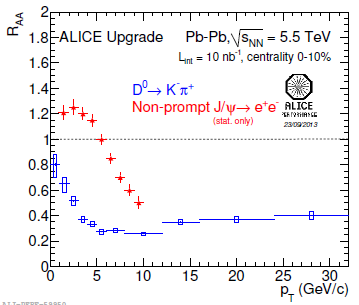 R_AA
2
1.8
1.6
1.4
1.2
1
0.8
0.6
0.4
0.2
0
ALICE Upgrade
Pb-Pb, √s_NN = 5.5 TeV
L_int = 10 nb⁻¹, centrality 0-10%
D⁰→ K⁻π⁺
Non-prompt J/ψ→ e⁺e⁻
(stat. only)
ALICE
PERFORMANCE
23/09/2013
0 5 10 15 20 25 30
p_T (GeV/c)